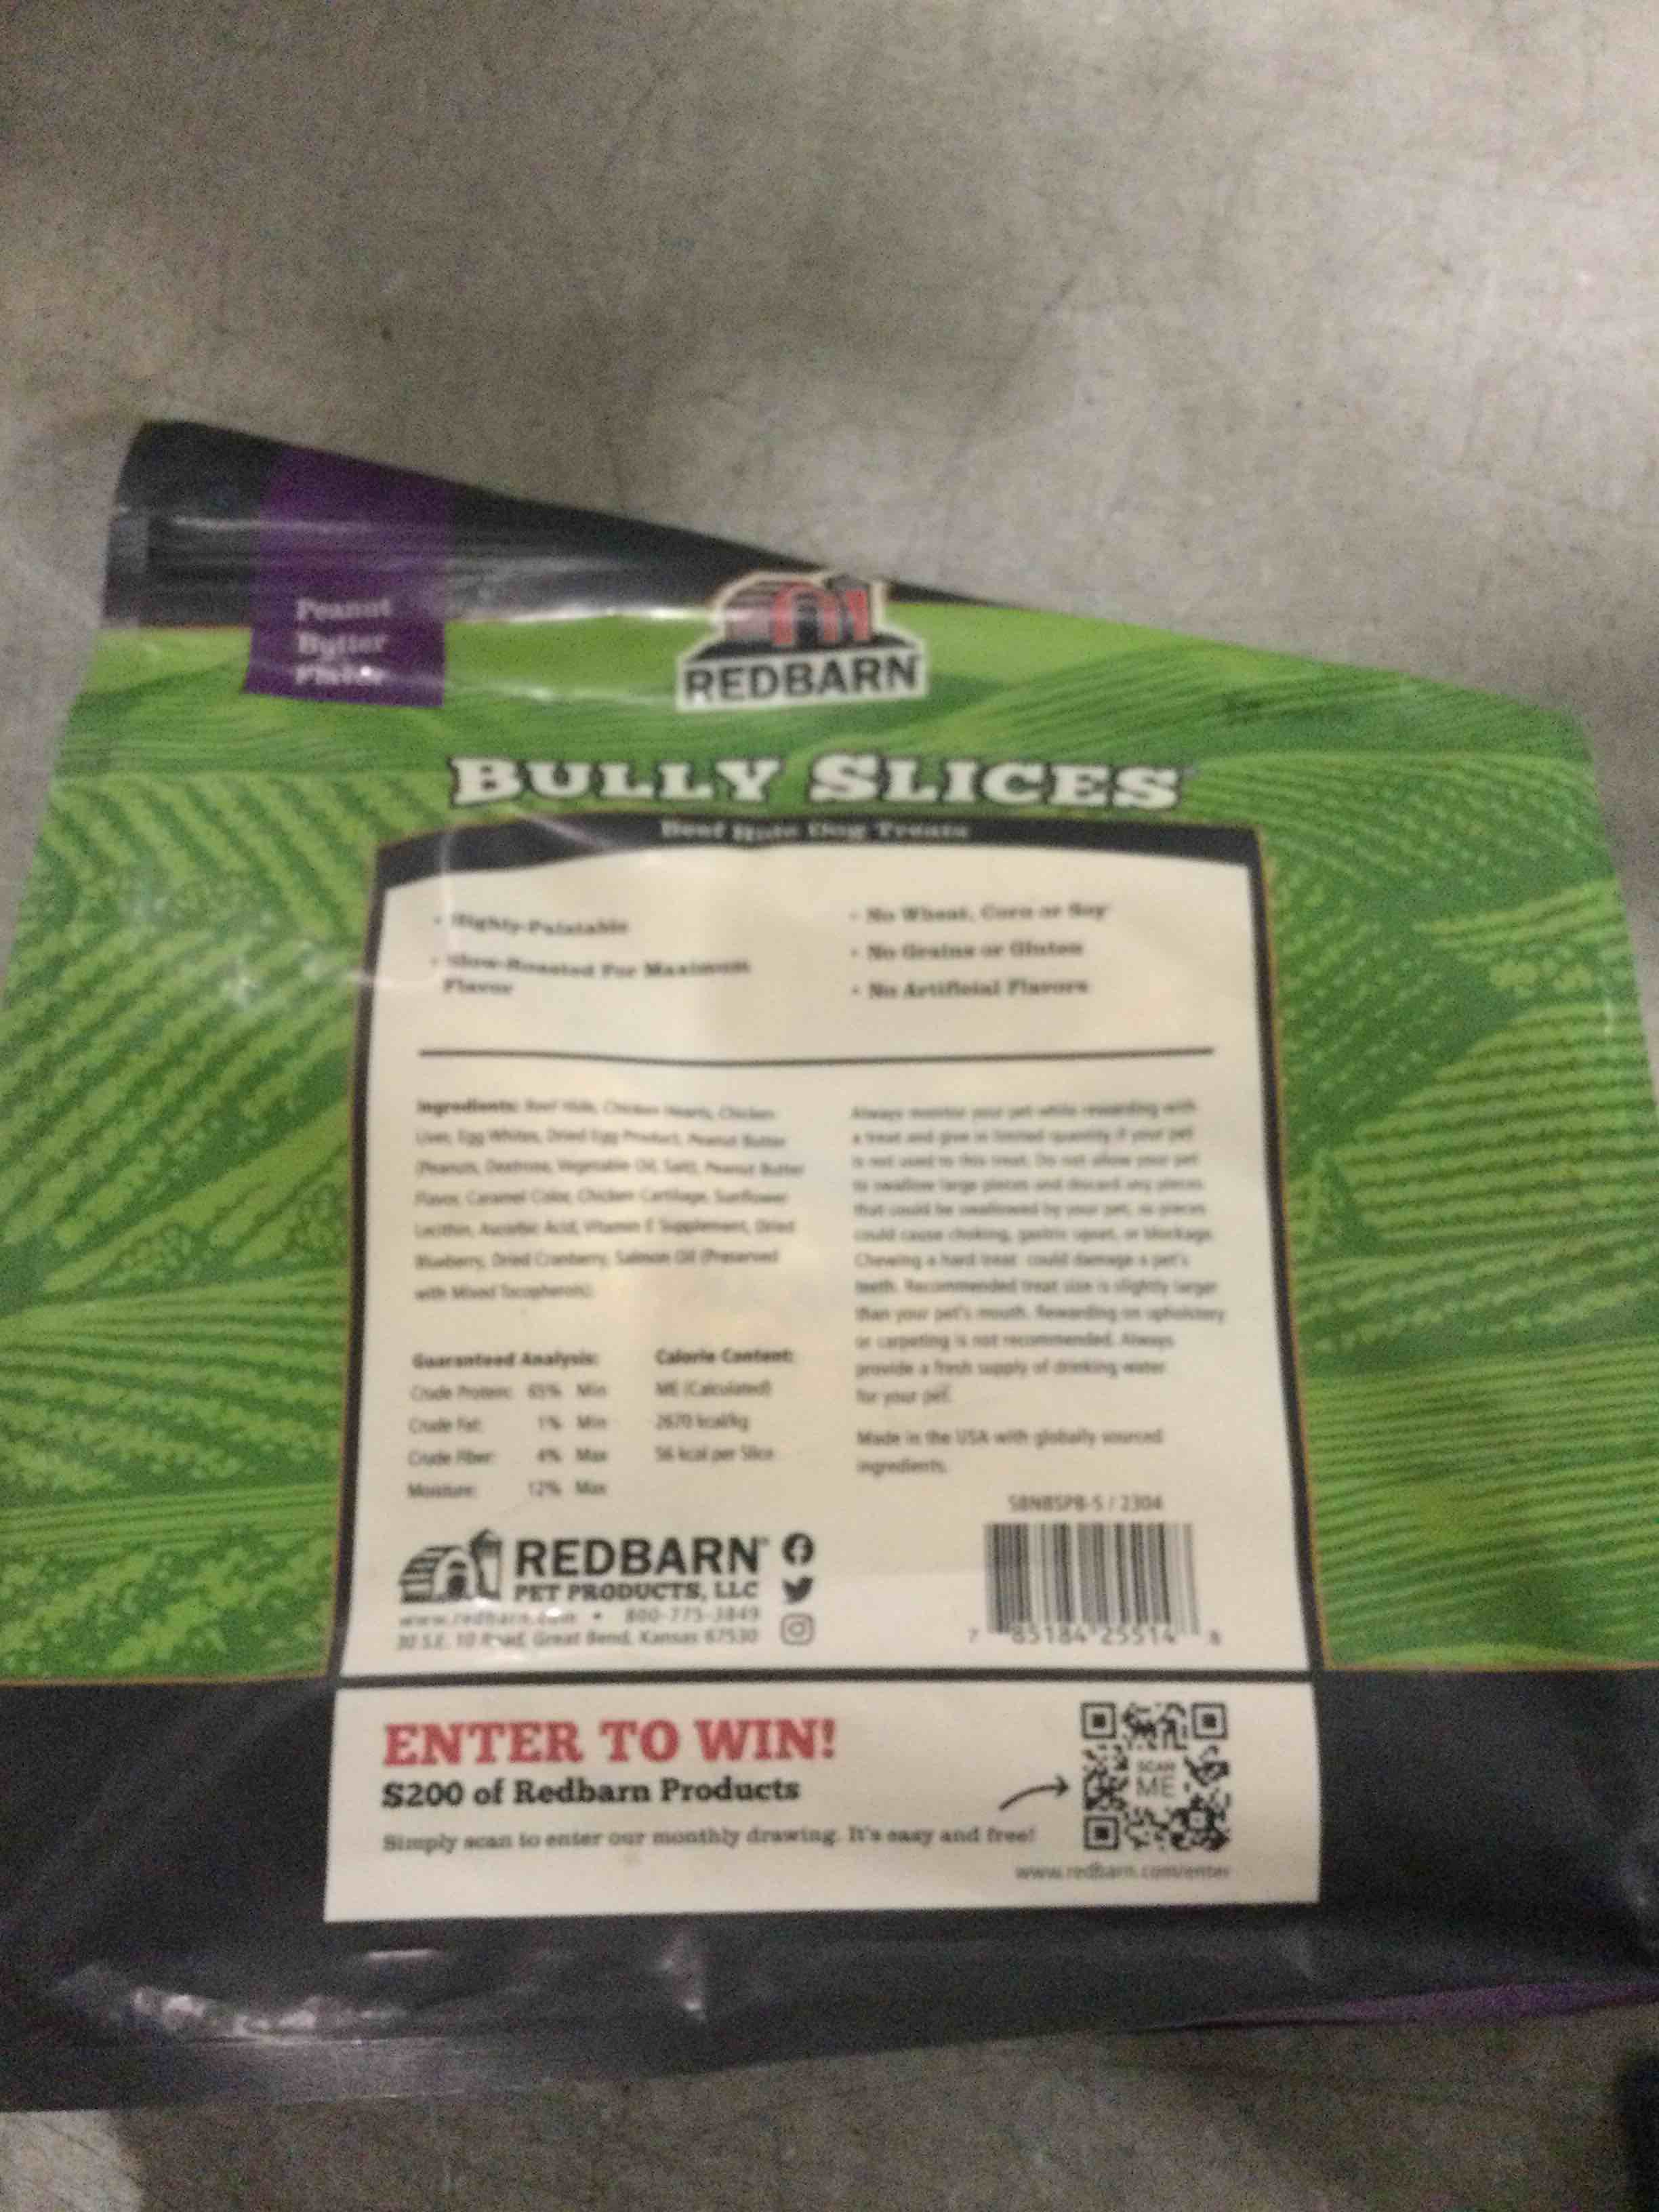 Peanut
Butter
Flavor
REDBARN
BULLY SLICES
Beef Hide Dog Treats
• Highly-Palatable
• Slow-Roasted For Maximum
Flavor
• No Wheat, Corn or Soy
• No Grains or Gluten
• No Artificial Flavors
Ingredients: Beef Hide, Chicken Hearts, Chicken
Liver, Egg Whites, Dried Egg Product, Peanut Butter
(Peanuts, Dextrose, Vegetable Oil, Salt), Peanut Butter
Flavor, Caramel Color, Chicken Cartilage, Sunflower
Lecithin, Ascorbic Acid, Vitamin E Supplement, Dried
Blueberry, Dried Cranberry, Salmon Oil (Preserved
with Mixed Tocopherols).
Guaranteed Analysis:
Crude Protein: 65% Min
Crude Fat: 1% Min
Crude Fiber: 4% Max
Moisture: 12% Max
Calorie Content:
ME (Calculated)
2670 kcal/kg
56 kcal per Slice
Always monitor your pet while rewarding with
a treat and give in limited quantity if your pet
is not used to this treat. Do not allow your pet
to swallow large pieces and discard any pieces
that could be swallowed by your pet, as pieces
could cause choking, gastric upset, or blockage.
Chewing a hard treat could damage a pet's
teeth. Recommended treat size is slightly larger
than your pet's mouth. Rewarding on upholstery
or carpeting is not recommended. Always
provide a fresh supply of drinking water
for your pet.
Made in the USA with globally sourced
ingredients.
SBNBSPB-S / 2304
7 85184 25514 8
REDBARN
PET PRODUCTS, LLC
www.redbarn.com • 800-775-3849
30 S.E. 10 Road, Great Bend, Kansas 67530
ENTER TO WIN!
$200 of Redbarn Products
Simply scan to enter our monthly drawing. It's easy and free!
SCAN
ME
www.redbarn.com/enter